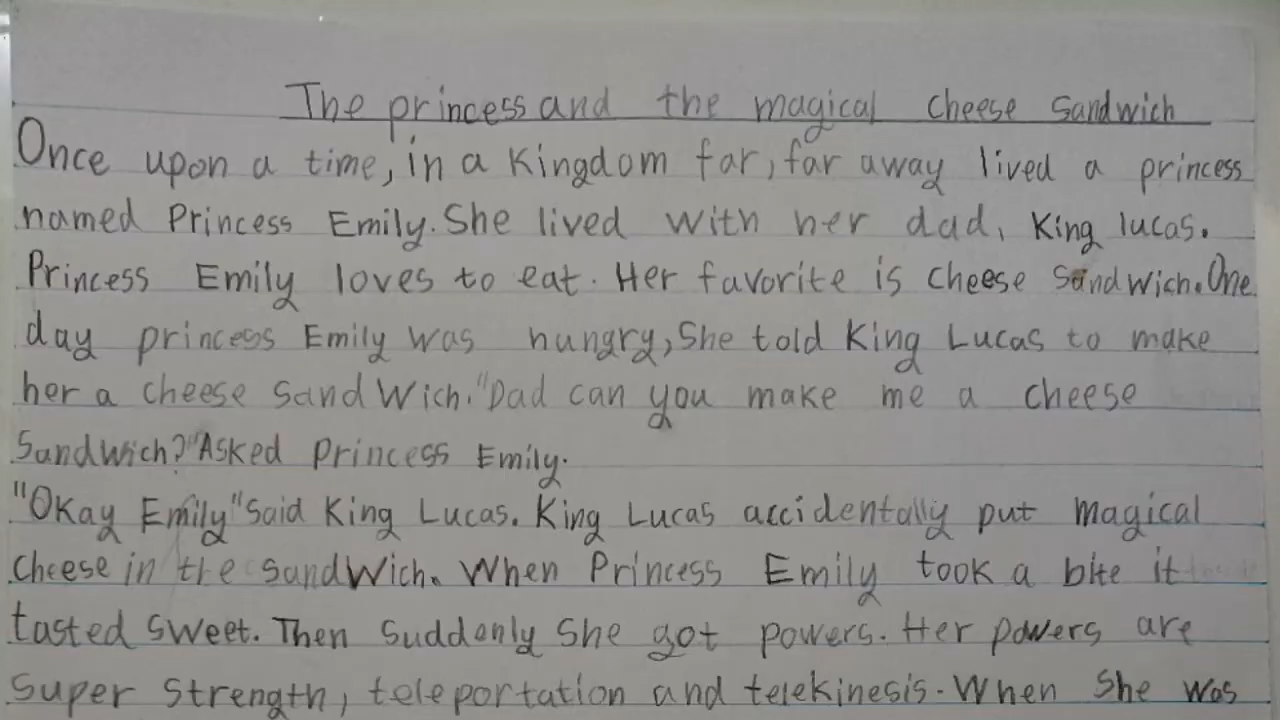 The princess and the magical cheese sandwich
Once upon a time, in a Kingdom far, far away lived a princess
named Princess Emily. She lived with her dad, King lucas.
Princess Emily loves to eat. Her favorite is cheese sandwich. One
day princess Emily was hungry, She told King Lucas to make
her a cheese sandwich. "Dad can you make me a cheese
Sandwich?" Asked Princess Emily.
"Okay Emily" Said King Lucas. King Lucas accidentally put magical
cheese in the sandwich. When Princess Emily took a bite it
tasted sweet. Then suddenly she got powers. Her powers are
super strength, teleportation and telekinesis. When she was